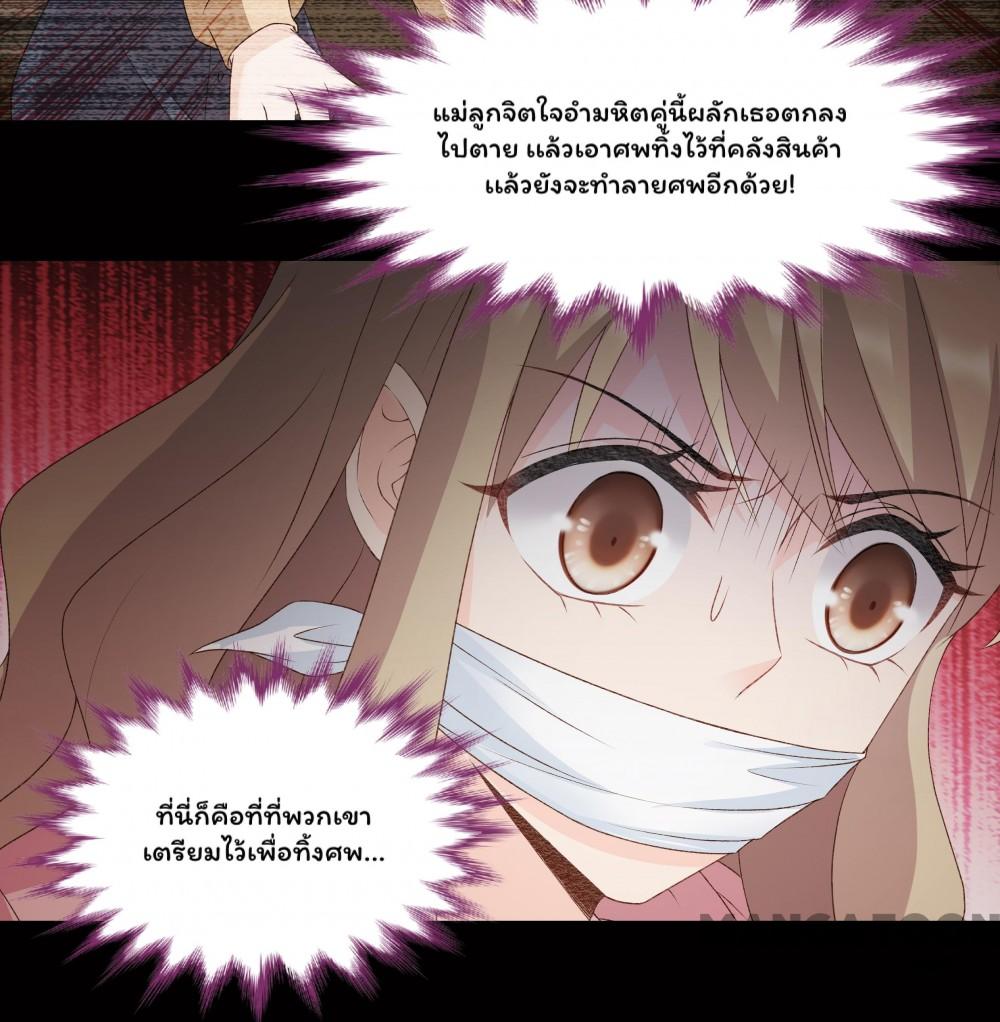 แม่ลูกจิตใจอำมหิตคู่นี้ผลักเธอตกลง
ไปตาย แล้วเอาศพทิ้งไว้ที่คลังสินค้า
แล้วยังจะทำลายศพอีกด้วย!
ที่นี่ก็คือที่ที่พวกเขา
เตรียมไว้เพื่อทิ้งศพ...
MANGATOON